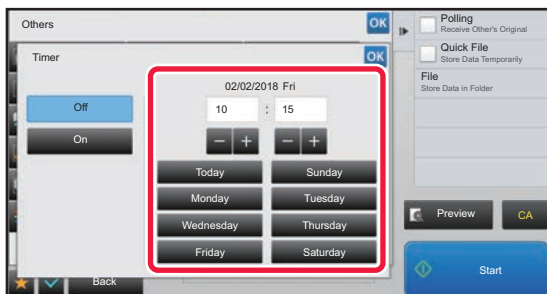 Others
OK
Timer
OK
02/02/2018 Fri
Off
10 : 15
On
− + − +
Today Sunday
Monday Tuesday
Wednesday Thursday
Friday Saturday
Back
Polling
Receive Other's Original
Quick File
Store Data Temporarily
File
Store Data in Folder
Preview
CA
Start